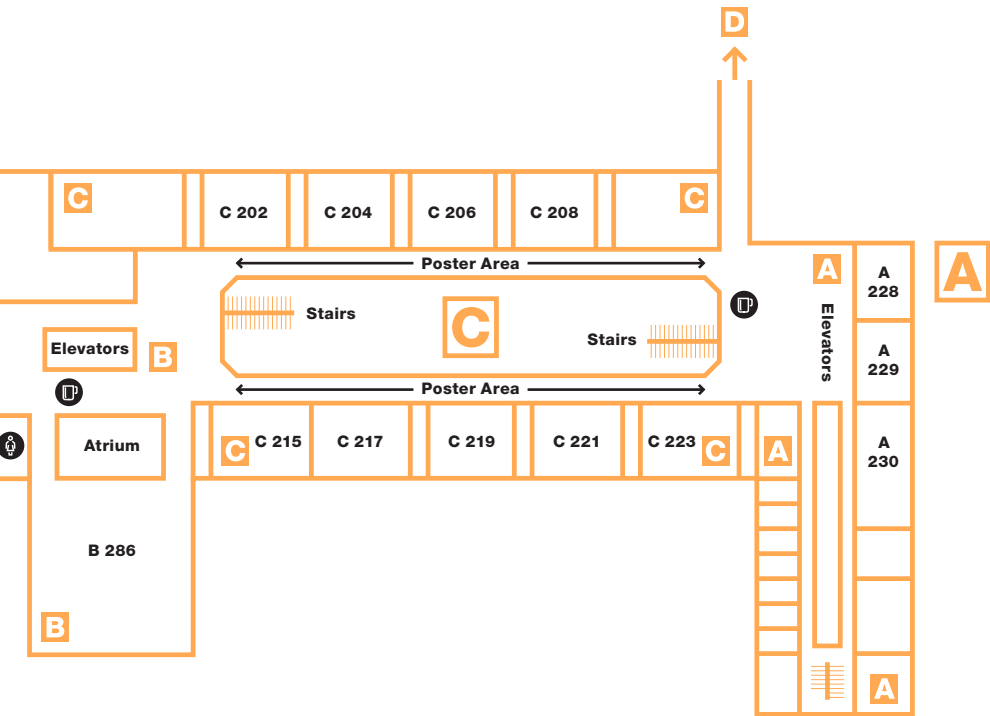 D
C
C 202
C 204
C 206
C 208
C
Poster Area
A
A
228
A
Elevators
Stairs
C
Stairs
Elevators
B
A
229
Poster Area
Atrium
C
C 215
C 217
C 219
C 221
C 223
C
A
A
230
B 286
B
A